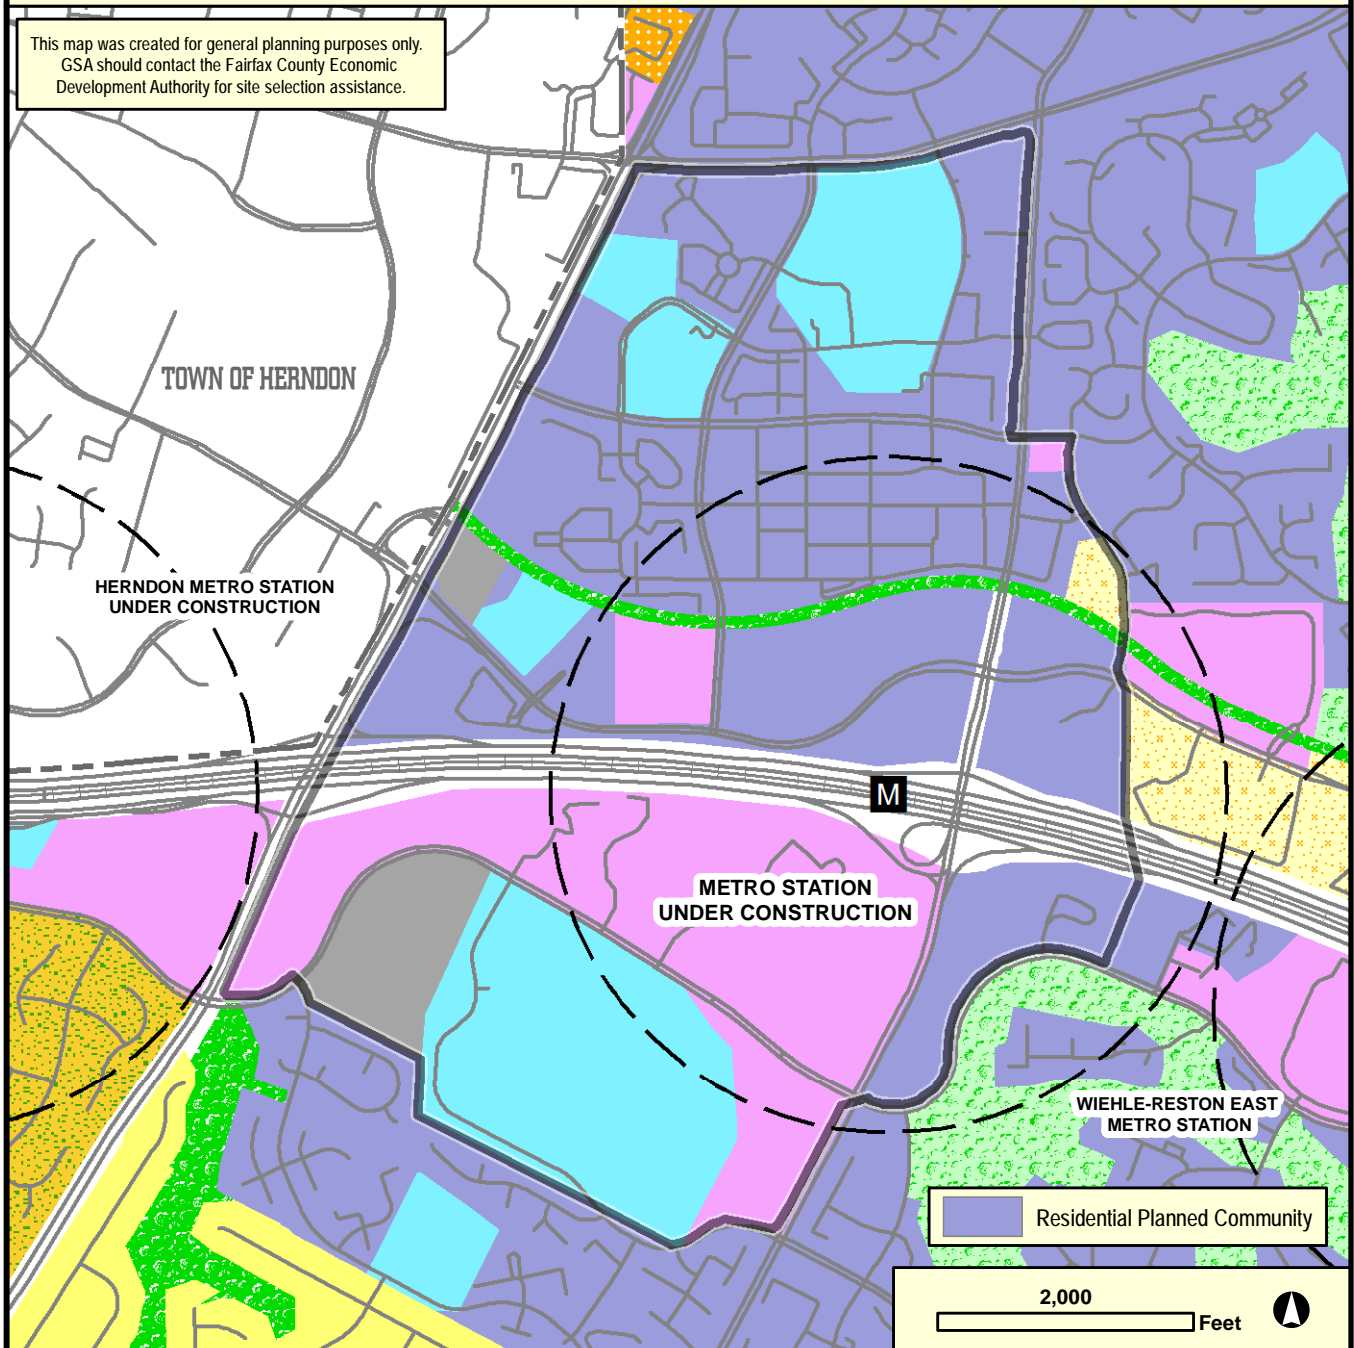 This map was created for general planning purposes only.
GSA should contact the Fairfax County Economic
Development Authority for site selection assistance.
TOWN OF HERNDON
HERNDON METRO STATION
UNDER CONSTRUCTION
M
METRO STATION
UNDER CONSTRUCTION
WIEHLE-RESTON EAST
METRO STATION
Residential Planned Community
2,000
Feet